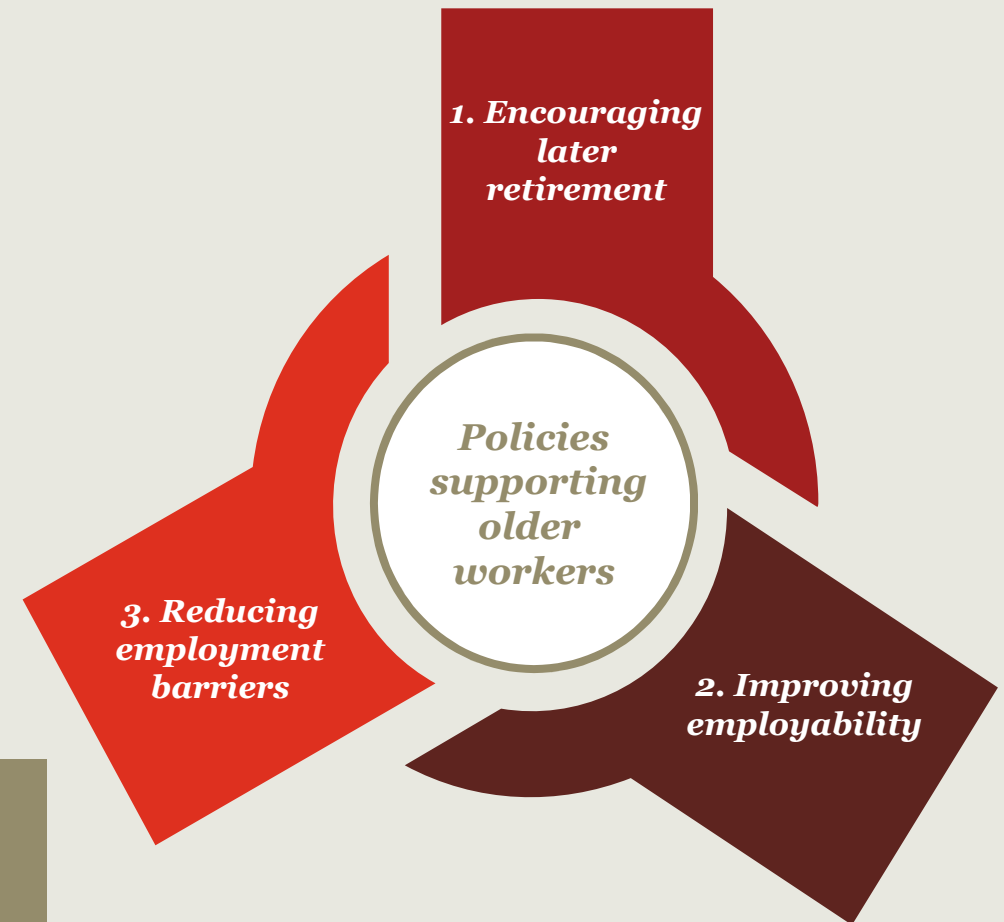 1. Encouraging
later
retirement
Policies
supporting
older
workers
3. Reducing
employment
barriers
2. Improving
employability